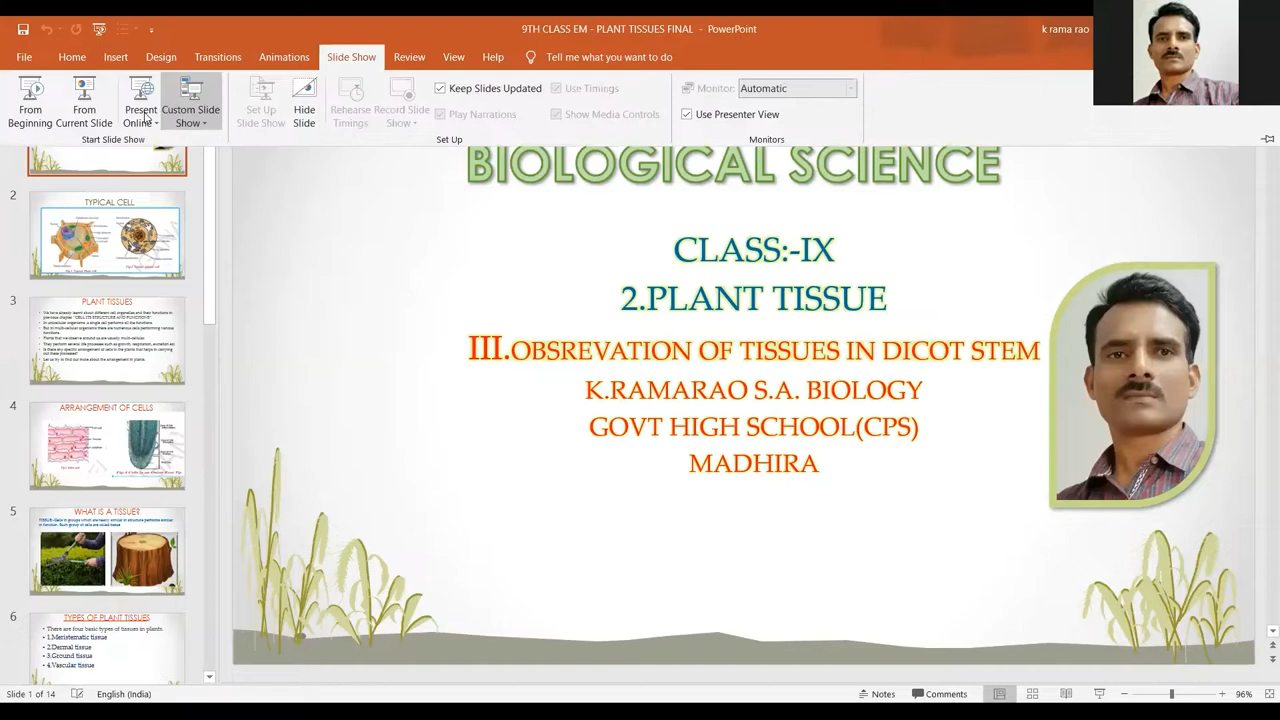 9TH CLASS EM - PLANT TISSUES FINAL - PowerPoint
k rama rao
File Home Insert Design Transitions Animations Slide Show Review View Help Tell me what you want to do
From Beginning
From Current Slide
Present Online
Custom Slide Show
Set Up Slide Show
Hide Slide
Rehearse Timings
Record Slide Show
Keep Slides Updated
Play Narrations
Use Timings
Show Media Controls
Monitor: Automatic
Use Presenter View
Start Slide Show
Set Up
Monitors
2
TYPICAL CELL
3
PLANT TISSUES
4
ARRANGEMENT OF CELLS
5
WHAT IS A TISSUE?
6
TYPES OF PLANT TISSUES
There are four basic types of tissues in plants.
1.Meristematic tissue
2.Dermal tissue
3.Ground tissue
4.Vascular tissue
BIOLOGICAL SCIENCE
CLASS:-IX
2.PLANT TISSUE
III.OBSREVATION OF TISSUES IN DICOT STEM
K.RAMARAO S.A. BIOLOGY
GOVT HIGH SCHOOL(CPS)
MADHIRA
Slide 1 of 14
English (India)
Notes
Comments
96%